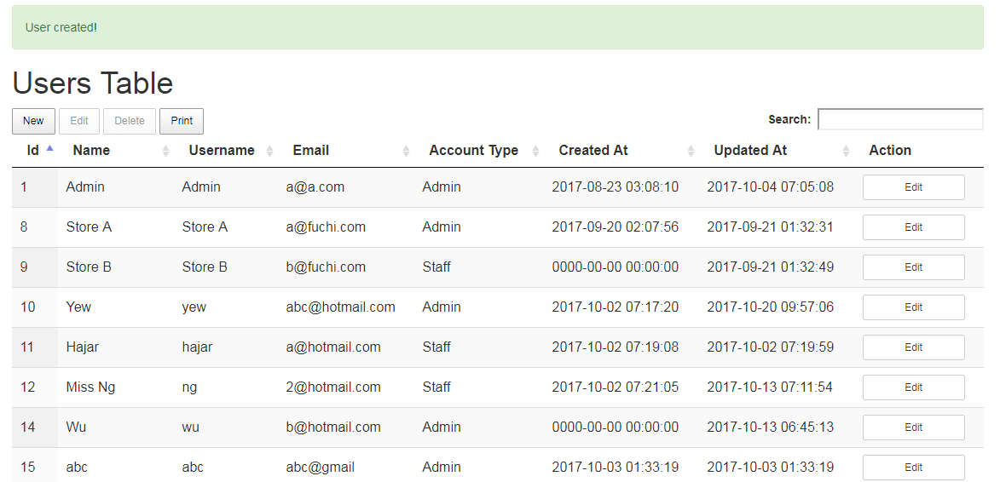 User created!
Users Table
New Edit Delete Print Search:
Id Name Username Email Account Type Created At Updated At Action
1 Admin Admin a@a.com Admin 2017-08-23 03:08:10 2017-10-04 07:05:08 Edit
8 Store A Store A a@fuchi.com Admin 2017-09-20 02:07:56 2017-09-21 01:32:31 Edit
9 Store B Store B b@fuchi.com Staff 0000-00-00 00:00:00 2017-09-21 01:32:49 Edit
10 Yew yew abc@hotmail.com Admin 2017-10-02 07:17:20 2017-10-20 09:57:06 Edit
11 Hajar hajar a@hotmail.com Staff 2017-10-02 07:19:08 2017-10-02 07:19:59 Edit
12 Miss Ng ng 2@hotmail.com Staff 2017-10-02 07:21:05 2017-10-13 07:11:54 Edit
14 Wu wu b@hotmail.com Admin 0000-00-00 00:00:00 2017-10-13 06:45:13 Edit
15 abc abc abc@gmail Admin 2017-10-03 01:33:19 2017-10-03 01:33:19 Edit